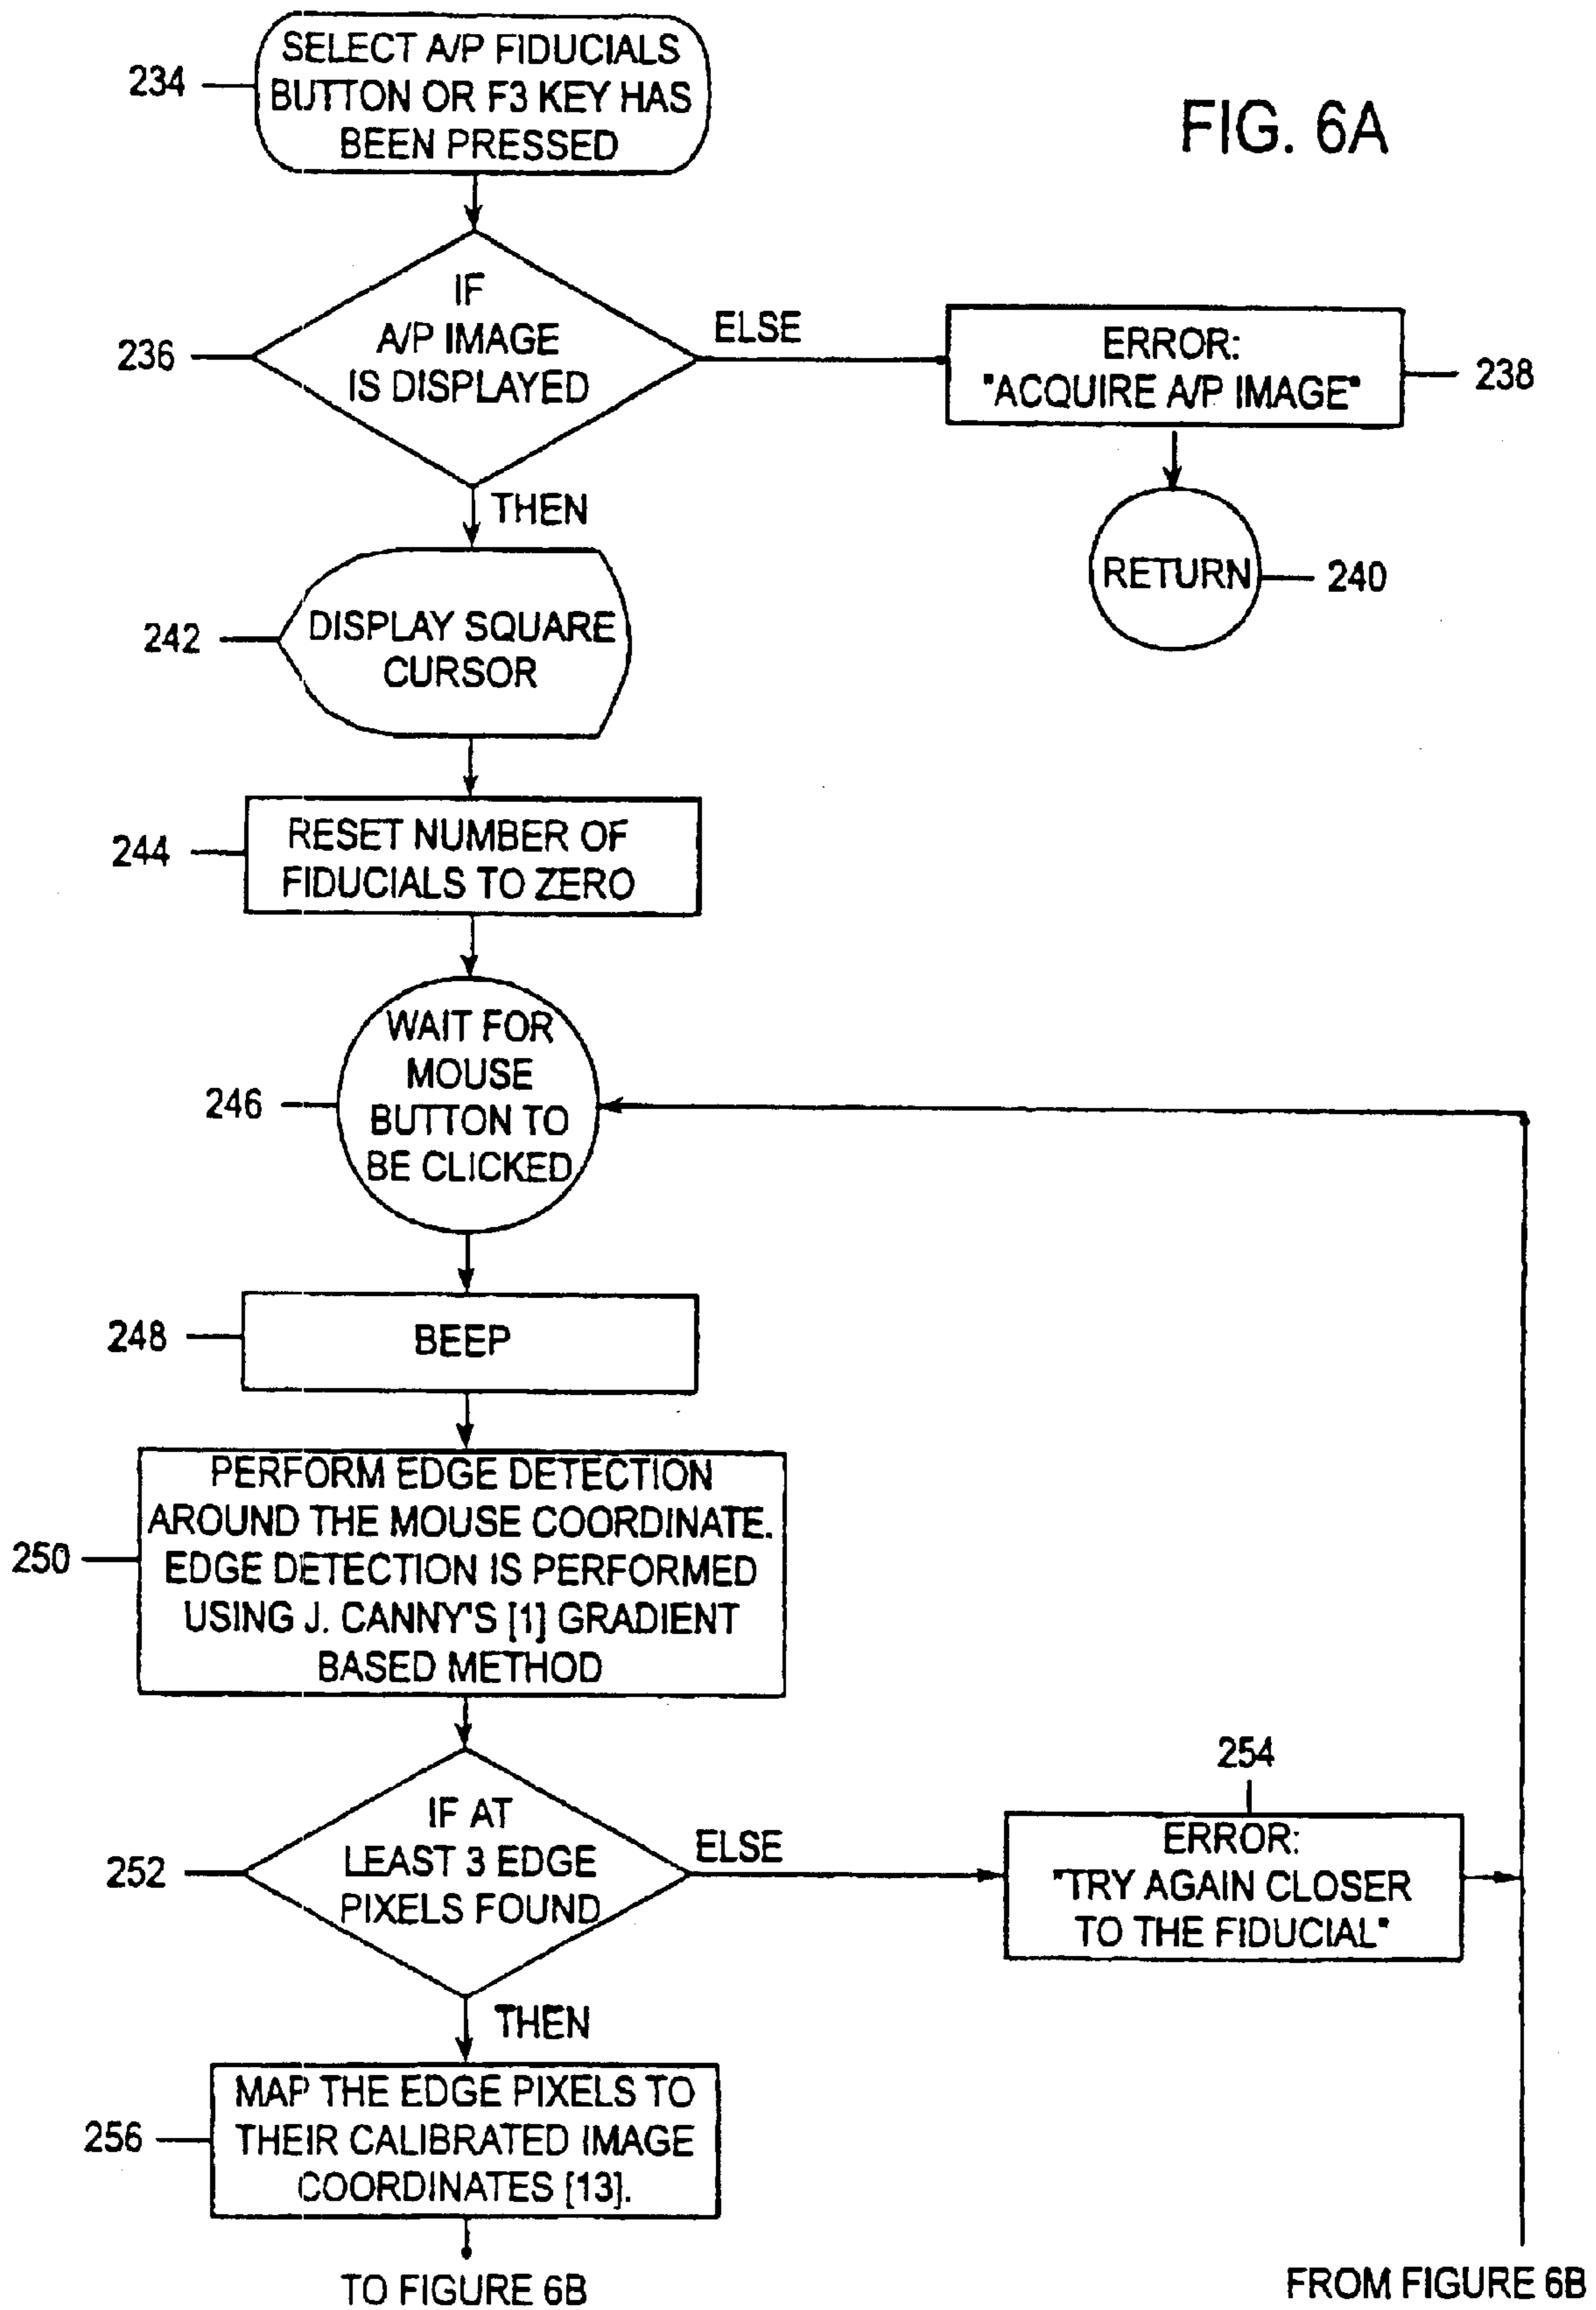 FIG. 6A
234
SELECT A/P FIDUCIALS
BUTTON OR F3 KEY HAS
BEEN PRESSED
236
IF
A/P IMAGE
IS DISPLAYED
ELSE
ERROR:
"ACQUIRE A/P IMAGE"
238
RETURN
240
THEN
242
DISPLAY SQUARE
CURSOR
244
RESET NUMBER OF
FIDUCIALS TO ZERO
246
WAIT FOR
MOUSE
BUTTON TO
BE CLICKED
248
BEEP
250
PERFORM EDGE DETECTION
AROUND THE MOUSE COORDINATE.
EDGE DETECTION IS PERFORMED
USING J. CANNY'S [1] GRADIENT
BASED METHOD
252
IF AT
LEAST 3 EDGE
PIXELS FOUND
ELSE
254
ERROR:
"TRY AGAIN CLOSER
TO THE FIDUCIAL"
THEN
256
MAP THE EDGE PIXELS TO
THEIR CALIBRATED IMAGE
COORDINATES [13].
TO FIGURE 6B
FROM FIGURE 6B